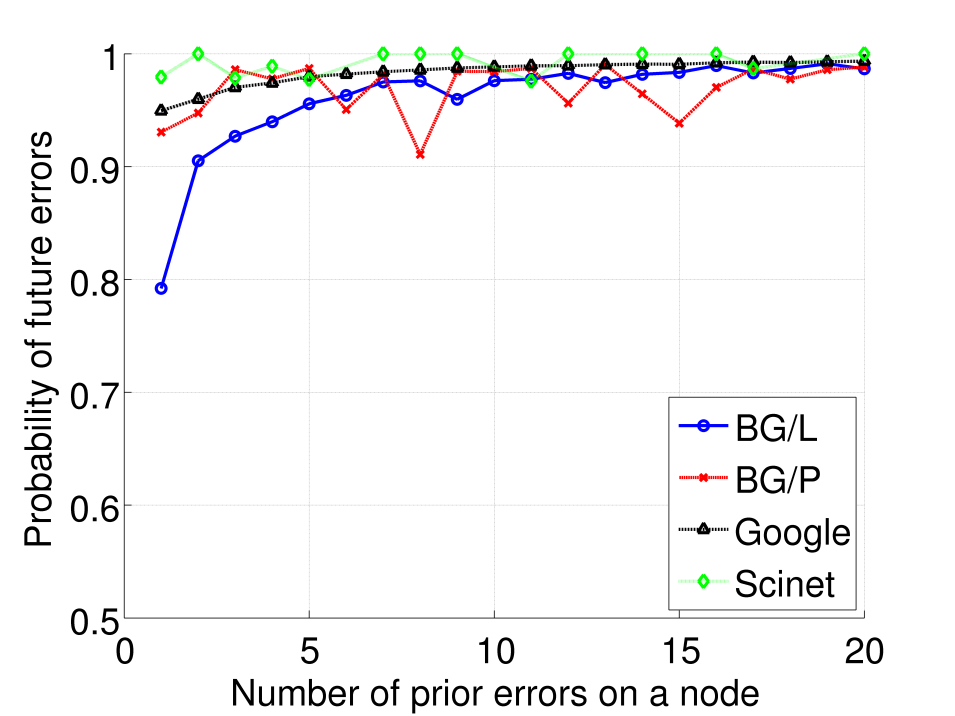 Probability of future errors
1
0.9
0.8
0.7
0.6
0.5
0 5 10 15 20
Number of prior errors on a node
BG/L
BG/P
Google
Scinet